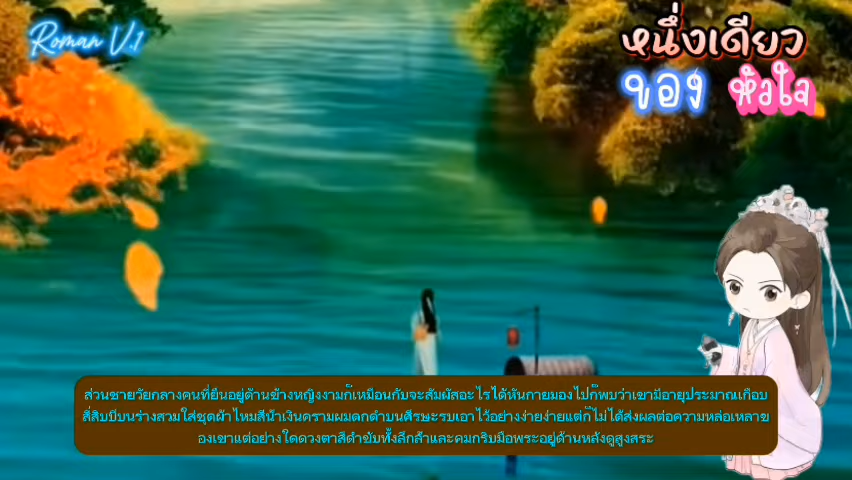 Roman V.1
หนึ่งเดียว
ของ หัวใจ
ส่วนชายวัยกลางคนที่ยืนอยู่ด้านข้างหญิงงามก็เหมือนกับจะสัมผัสอะไรได้หันกายมองไปก็พบว่าเขามีอายุประมาณเกือบ
สี่สิบปีบนร่างสวมใส่ชุดผ้าไหมสีน้ำเงินครามผมดกดำบนศีรษะรบเอาไว้อย่างง่ายง่ายแต่ก็ไม่ได้ส่งผลต่อความหล่อเหลาข
องเขาแต่อย่างใดดวงตาสีดำขับทั้งลึกล้ำและคมกริบมือพระอยู่ด้านหลังดูสูงสระ